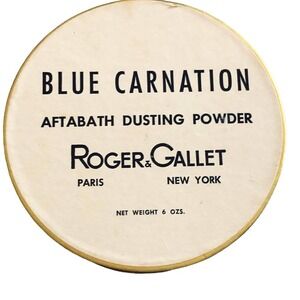 BLUE CARNATION
AFTABATH DUSTING POWDER
ROGER & GALLET
PARIS NEW YORK
NET WEIGHT 6 OZS.